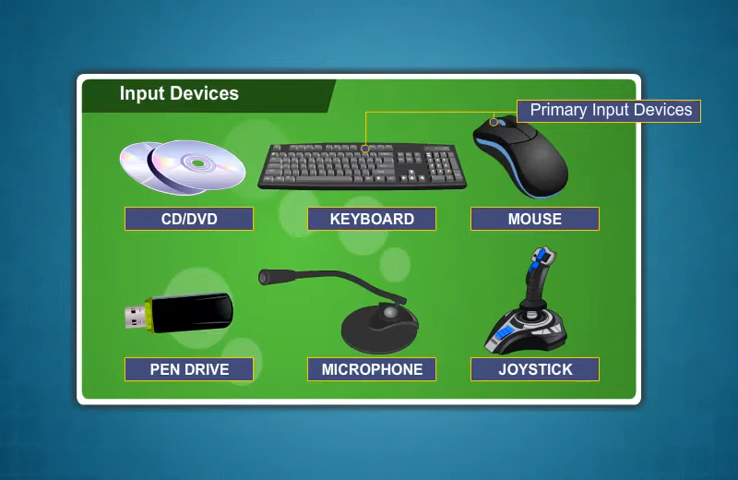 Input Devices
Primary Input Devices
CD/DVD
KEYBOARD
MOUSE
PEN DRIVE
MICROPHONE
JOYSTICK